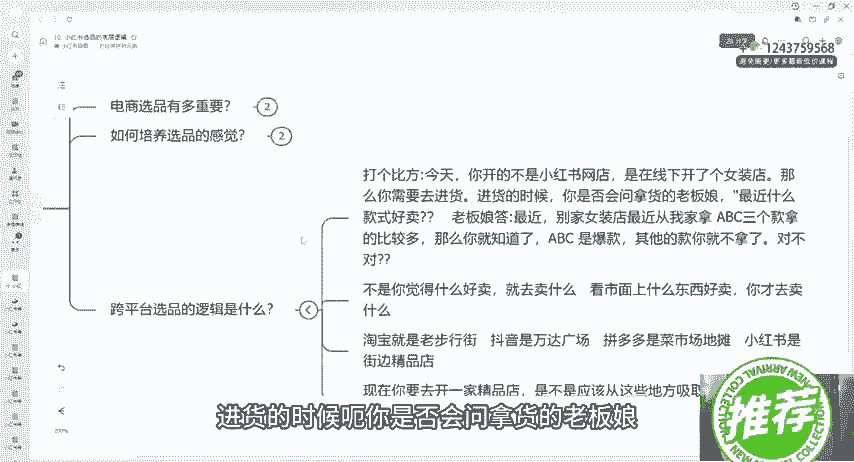 10. 小红书选品的底层逻辑
1243759568
电商选品有多重要?
2
如何培养选品的感觉?
2
打个比方:今天,你开的不是小红书网店,是在线下开了个女装店。那
么你需要去进货。进货的时候,你是否会问拿货的老板娘,"最近什么
款式好卖?? 老板娘答:最近,别家女装店最近从我家拿 ABC三个款拿
的比较多,那么你就知道了,ABC 是爆款,其他的款你就不拿了。对不
对??
跨平台选品的逻辑是什么?
不是你觉得什么好卖,就去卖什么 看市面上什么东西好卖,你才去卖
什么
淘宝就是老步行街 抖音是万达广场 拼多多是菜市场地摊 小红书是
街边精品店
现在你要去开一家精品店,是不是应该从这些地方吸取
进货的时候呃你是否会问拿货的老板娘
NEW ARRIVAL COLLECTION
推荐